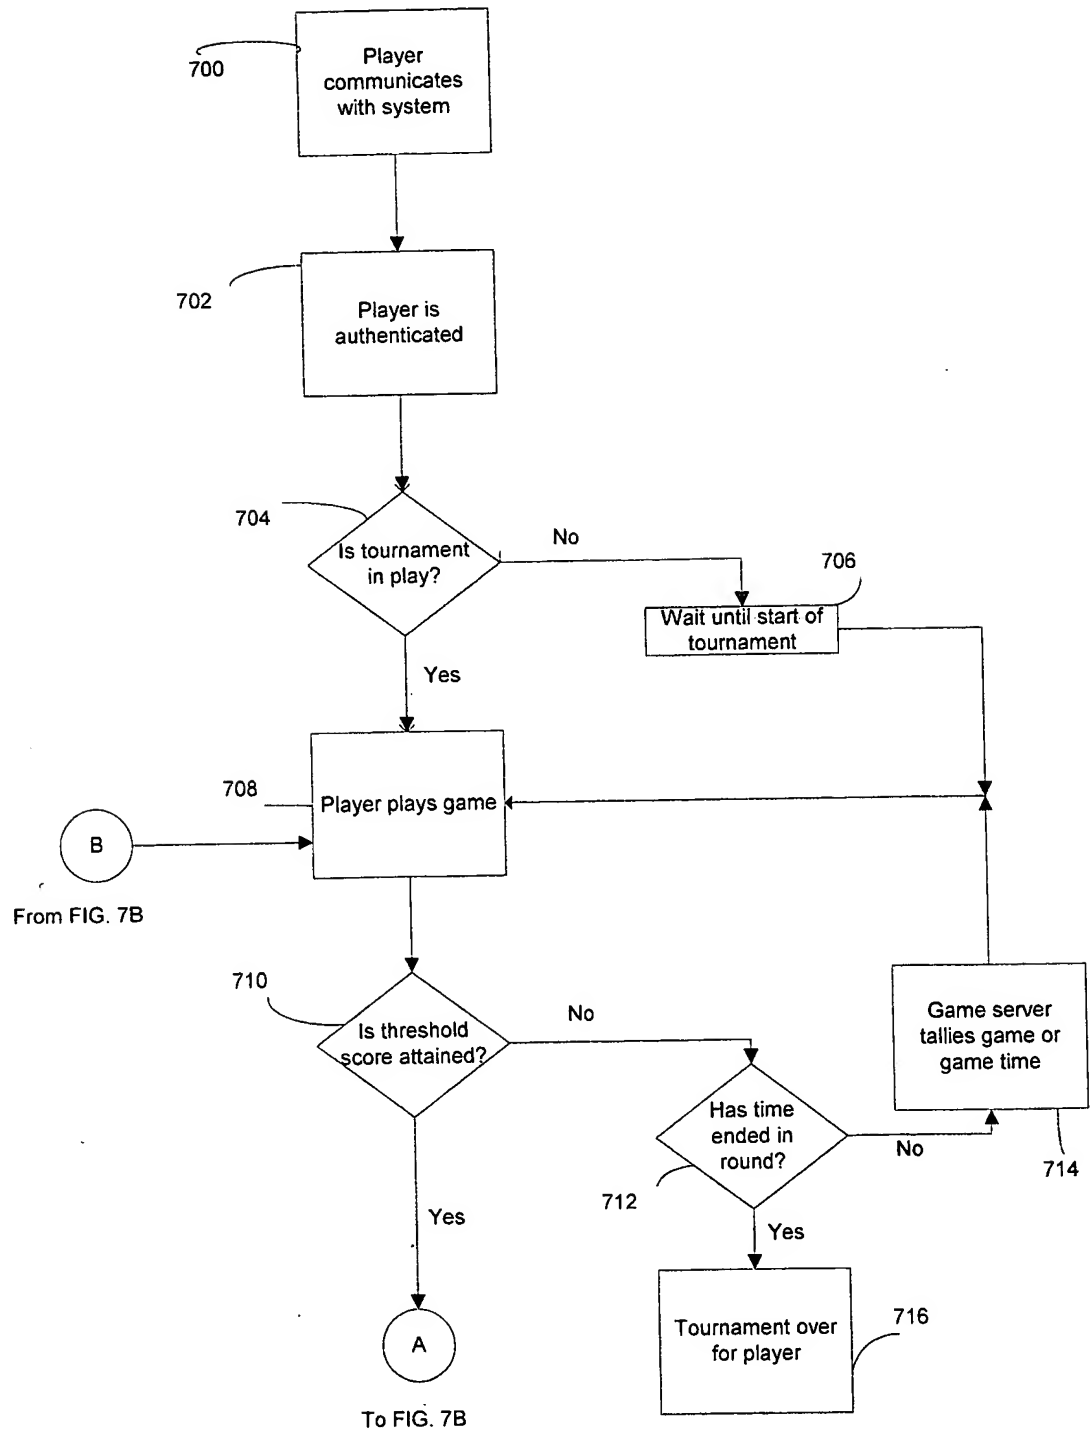 700
Player
communicates
with system
702
Player is
authenticated
704
Is tournament
in play?
No
706
Wait until start of
tournament
Yes
708
Player plays game
B
From FIG. 7B
710
Is threshold
score attained?
No
Game server
tallies game or
game time
714
Has time
ended in
round?
No
712
Yes
Yes
Tournament over
for player
716
A
To FIG. 7B